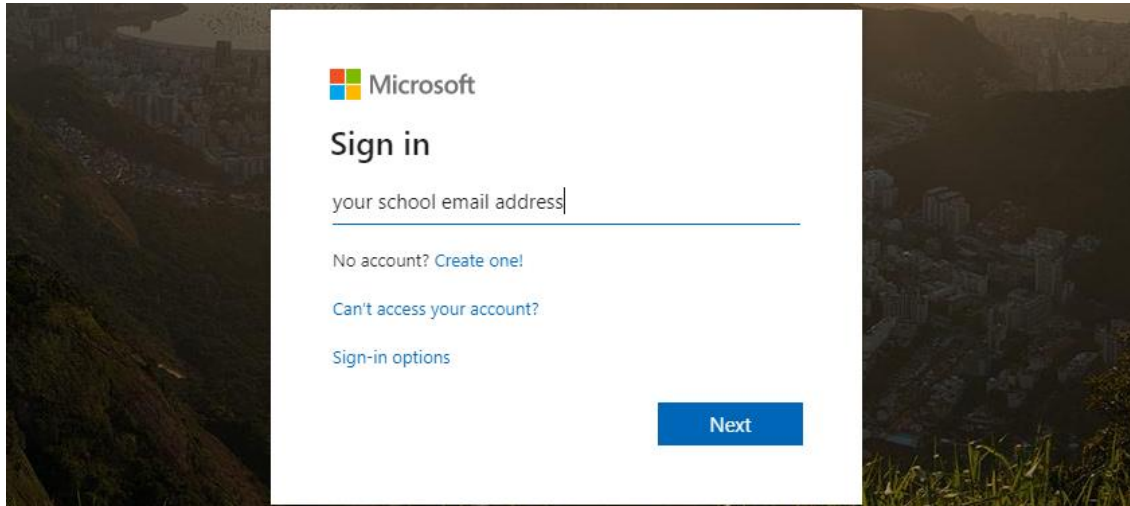 Microsoft
Sign in
your school email address
No account? Create one!
Can't access your account?
Sign-in options
Next